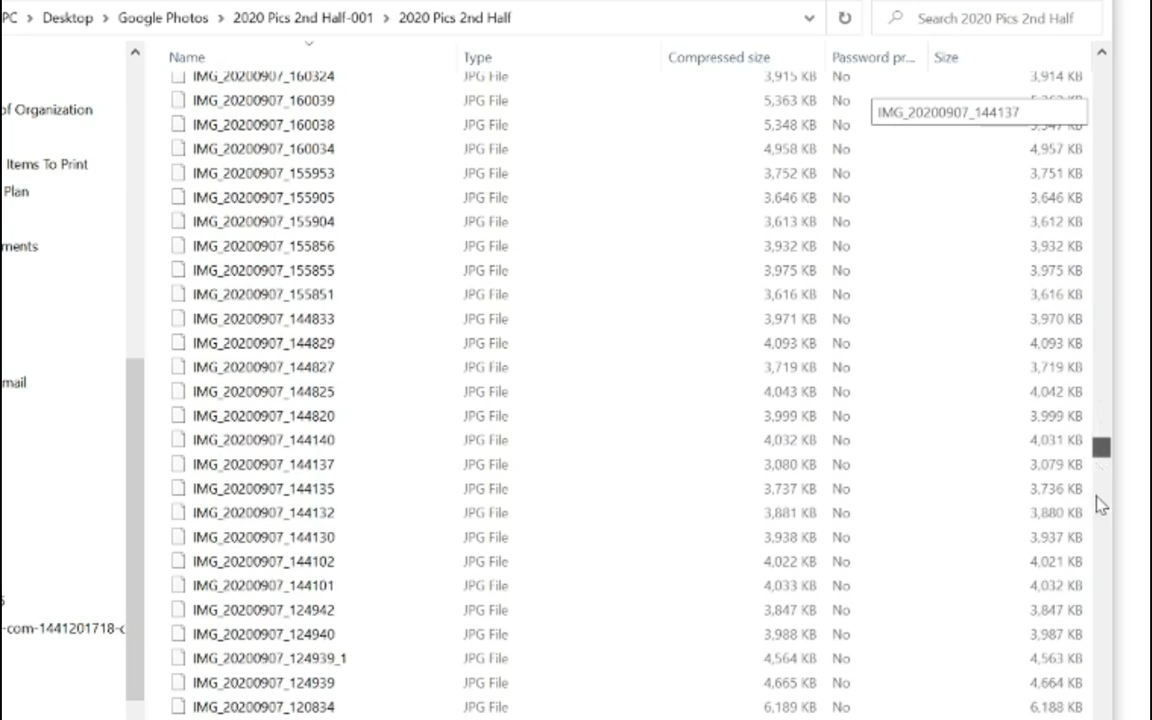 PC > Desktop > Google Photos > 2020 Pics 2nd Half-001 > 2020 Pics 2nd Half Search 2020 Pics 2nd Half
Name Type Compressed size Password pr... Size
IMG_20200907_160324 JPG File 3,915 KB No 3,914 KB
IMG_20200907_160039 JPG File 5,363 KB No
of Organization
IMG_20200907_144137
IMG_20200907_160038 JPG File 5,348 KB No 5,347 KB
IMG_20200907_160034 JPG File 4,958 KB No 4,957 KB
Items To Print
IMG_20200907_155953 JPG File 3,752 KB No 3,751 KB
Plan
IMG_20200907_155905 JPG File 3,646 KB No 3,646 KB
IMG_20200907_155904 JPG File 3,613 KB No 3,612 KB
ments
IMG_20200907_155856 JPG File 3,932 KB No 3,932 KB
IMG_20200907_155855 JPG File 3,975 KB No 3,975 KB
IMG_20200907_155851 JPG File 3,616 KB No 3,616 KB
IMG_20200907_144833 JPG File 3,971 KB No 3,970 KB
IMG_20200907_144829 JPG File 4,093 KB No 4,093 KB
IMG_20200907_144827 JPG File 3,719 KB No 3,719 KB
mail
IMG_20200907_144825 JPG File 4,043 KB No 4,042 KB
IMG_20200907_144820 JPG File 3,999 KB No 3,999 KB
IMG_20200907_144140 JPG File 4,032 KB No 4,031 KB
IMG_20200907_144137 JPG File 3,080 KB No 3,079 KB
IMG_20200907_144135 JPG File 3,737 KB No 3,736 KB
IMG_20200907_144132 JPG File 3,881 KB No 3,880 KB
IMG_20200907_144130 JPG File 3,938 KB No 3,937 KB
IMG_20200907_144102 JPG File 4,022 KB No 4,021 KB
IMG_20200907_144101 JPG File 4,033 KB No 4,032 KB
IMG_20200907_124942 JPG File 3,847 KB No 3,847 KB
-com-1441201718-c
IMG_20200907_124940 JPG File 3,988 KB No 3,987 KB
IMG_20200907_124939_1 JPG File 4,564 KB No 4,563 KB
IMG_20200907_124939 JPG File 4,665 KB No 4,664 KB
IMG_20200907_120834 JPG File 6,189 KB No 6,188 KB